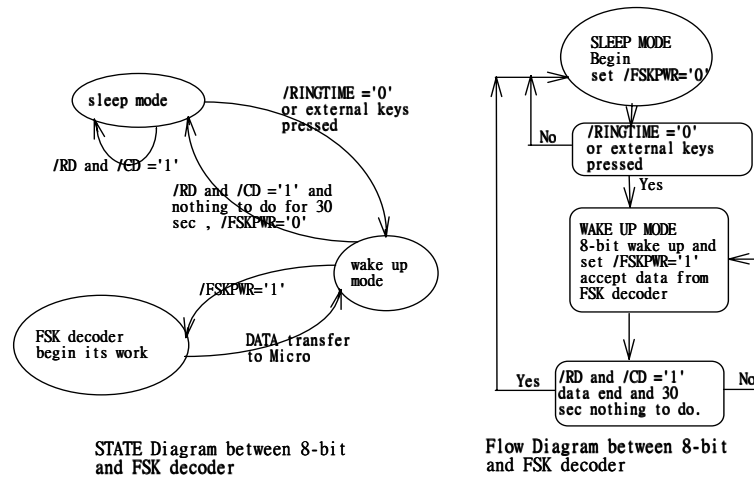 sleep mode
/RINGTIME ='0'
or external keys
pressed
/RD and /CD ='1'
/RD and /CD ='1' and
nothing to do for 30
sec , /FSKPWR='0'
wake up
mode
/FSKPWR='1'
FSK decoder
begin its work
DATA transfer
to Micro
STATE Diagram between 8-bit
and FSK decoder
SLEEP MODE
Begin
set /FSKPWR='0'
No
/RINGTIME ='0'
or external keys
pressed
Yes
WAKE UP MODE
8-bit wake up and
set /FSKPWR='1'
accept data from
FSK decoder
Yes
/RD and /CD ='1'
data end and 30
sec nothing to do.
No
Flow Diagram between 8-bit
and FSK decoder